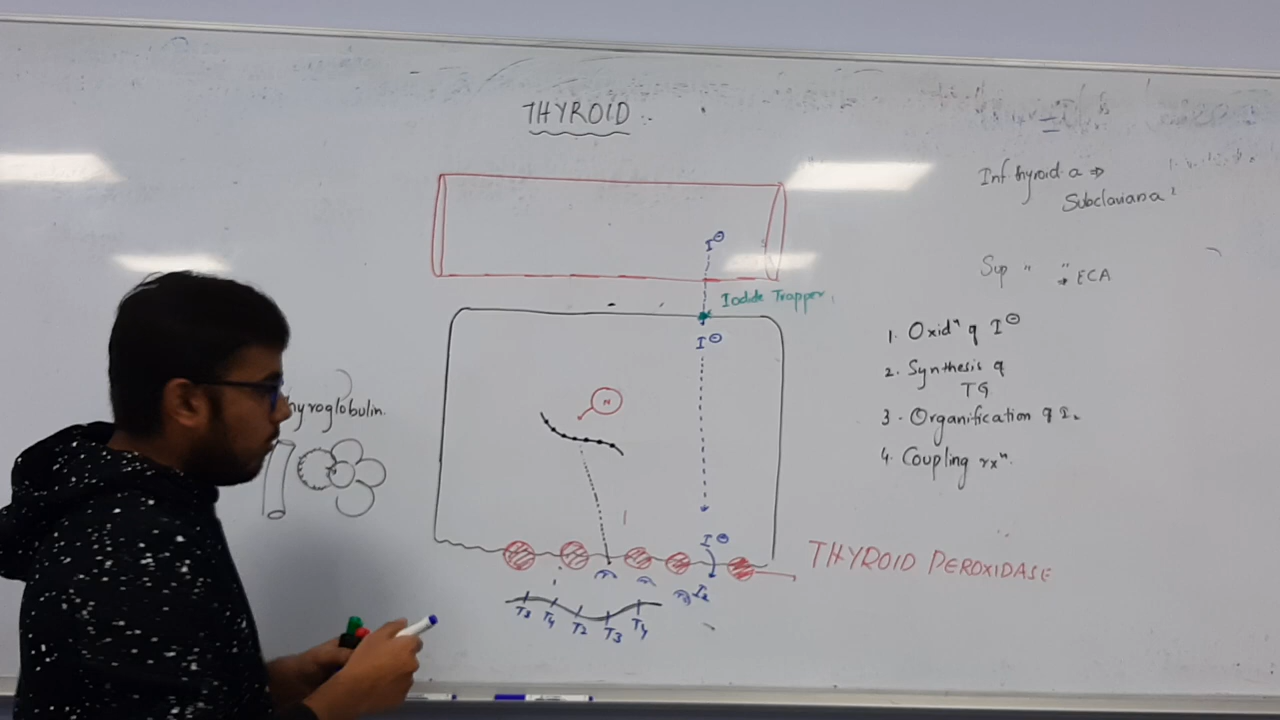 THYROID :-
Inf thyroid a ⇒
Subclavian a
Sup " "
→ ECA
I⊖
Iodide Trapper
I⊖
1. Oxidⁿ of I⊖
2. Synthesis of
TG
3. Organification of I₂
4. Coupling rxⁿ.
N
hyroglobulin.
I⊖
THYROID PEROXIDASE
I₂
T3 T4 T2 T3 T4